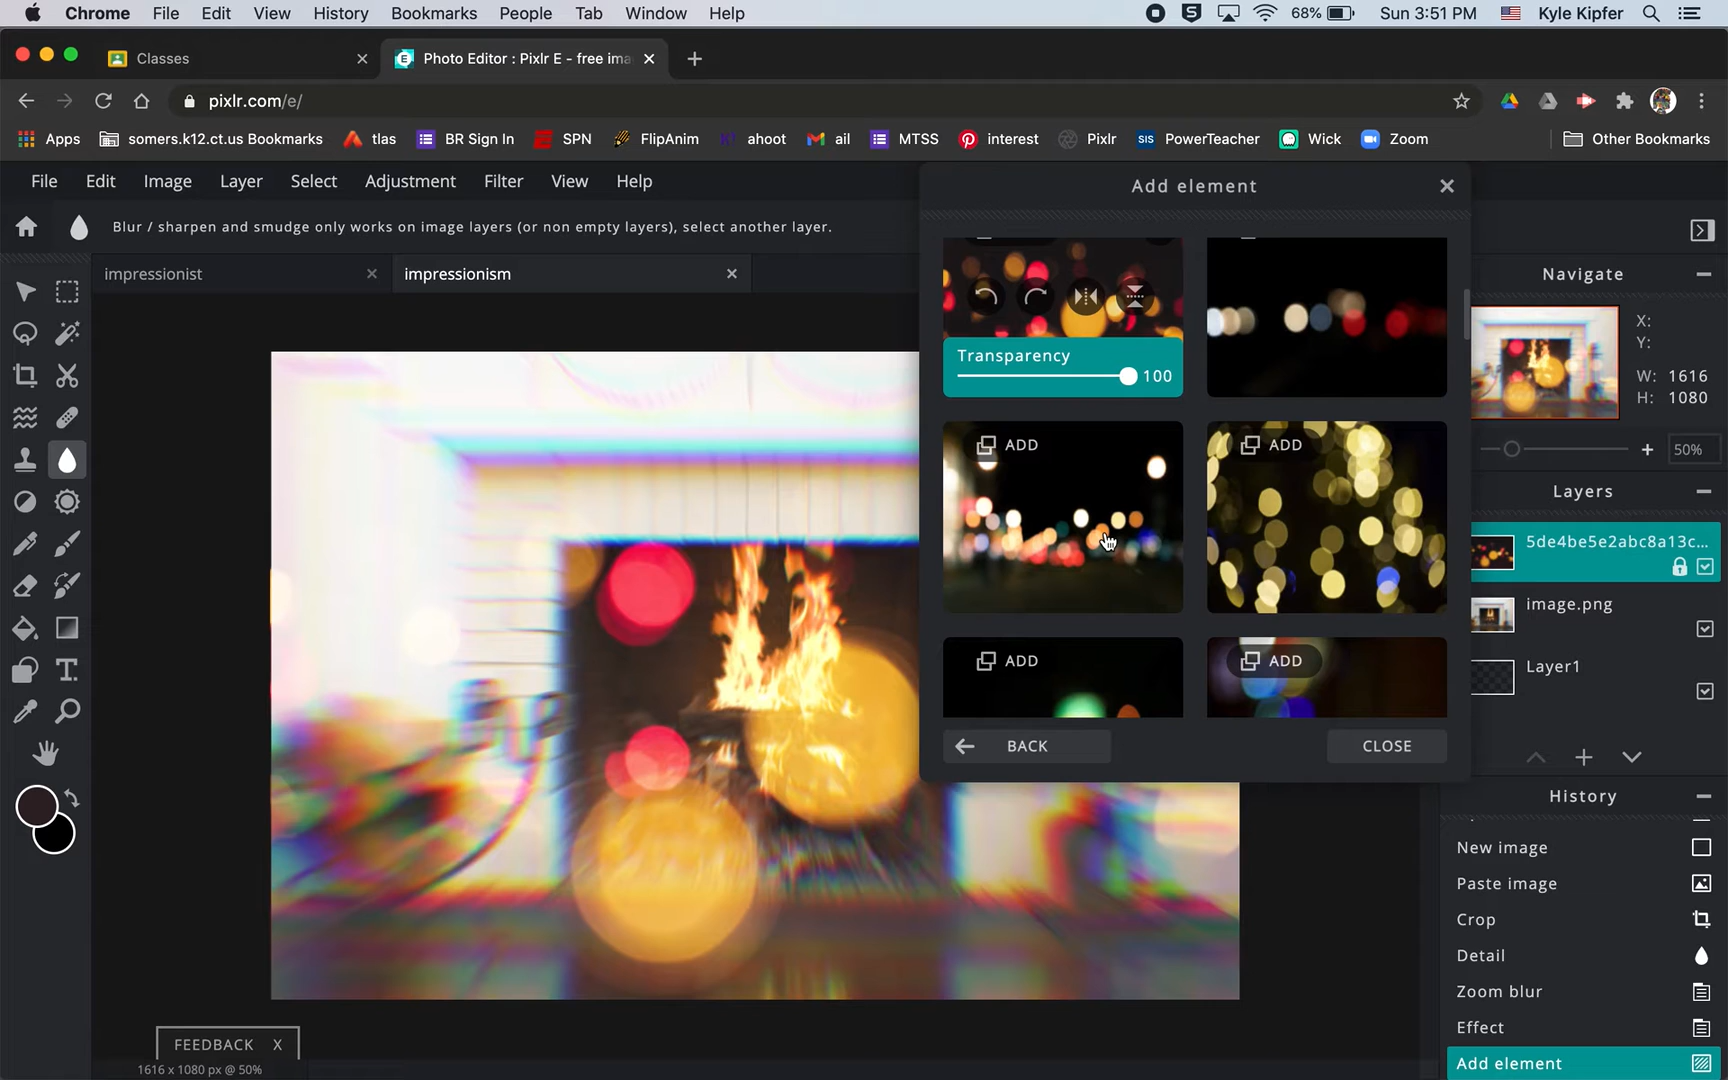 Chrome File Edit View History Bookmarks People Tab Window Help 68% Sun 3:51 PM Kyle Kipfer
Classes Photo Editor : Pixlr E - free ima
pixlr.com/e/
Apps somers.k12.ct.us Bookmarks tlas BR Sign In SPN FlipAnim ahoot ail MTSS interest Pixlr SIS PowerTeacher Wick Zoom Other Bookmarks
File Edit Image Layer Select Adjustment Filter View Help
Blur / sharpen and smudge only works on image layers (or non empty layers), select another layer.
impressionist impressionism
Add element
Transparency
100
ADD ADD
ADD ADD
BACK CLOSE
Navigate
X:
Y:
W: 1616
H: 1080
50%
Layers
5de4be5e2abc8a13c...
image.png
Layer1
History
New image
Paste image
Crop
Detail
Zoom blur
Effect
Add element
FEEDBACK X
1616 x 1080 px @ 50%